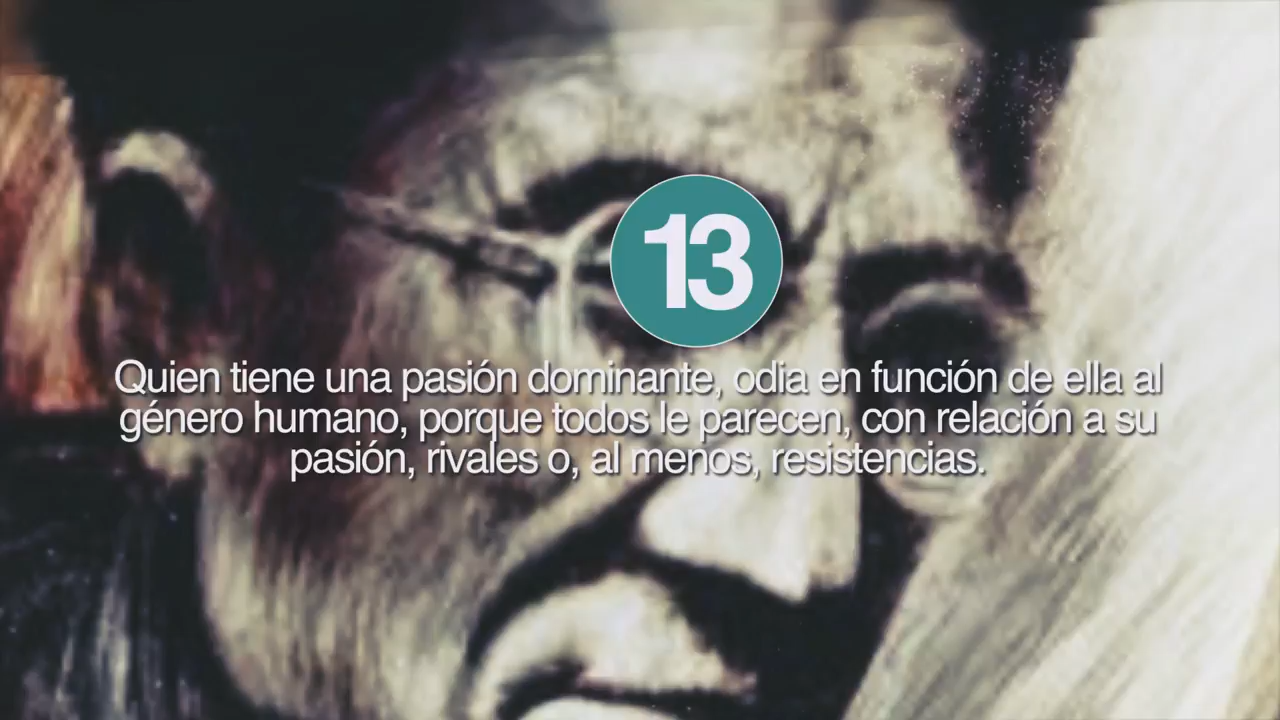 13
Quien tiene una pasión dominante, odia en función de ella al
género humano, porque todos le parecen, con relación a su
pasión, rivales o, al menos, resistencias.